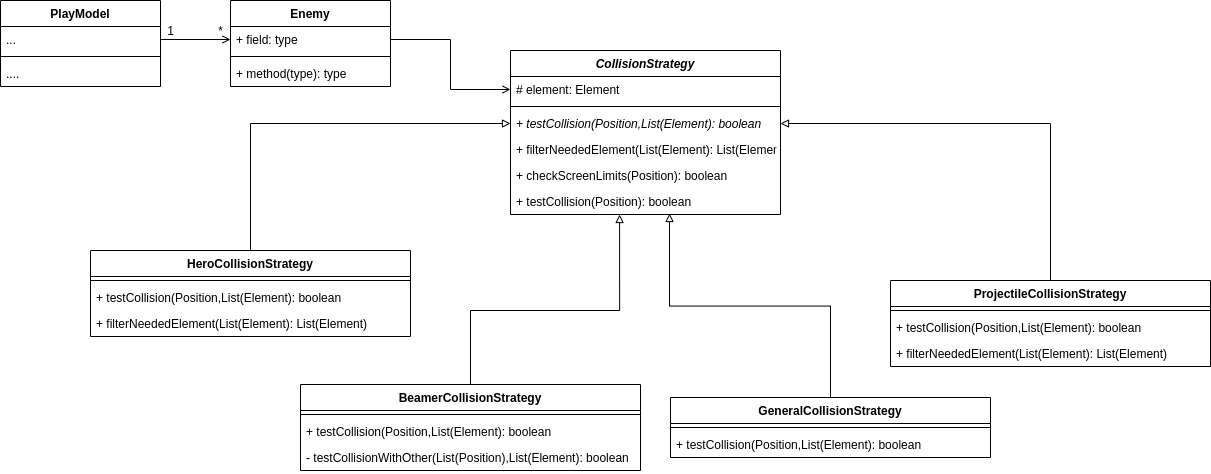 PlayModel
...
....
1
*
Enemy
+ field: type
+ method(type): type
CollisionStrategy
# element: Element
+ testCollision(Position,List(Element): boolean
+ filterNeededElement(List(Element): List(Elemer
+ checkScreenLimits(Position): boolean
+ testCollision(Position): boolean
HeroCollisionStrategy
+ testCollision(Position,List(Element): boolean
+ filterNeededElement(List(Element): List(Element)
ProjectileCollisionStrategy
+ testCollision(Position,List(Element): boolean
+ filterNeededElement(List(Element): List(Element)
BeamerCollisionStrategy
+ testCollision(Position,List(Element): boolean
- testCollisionWithOther(List(Position),List(Element): boolean
GeneralCollisionStrategy
+ testCollision(Position,List(Element): boolean